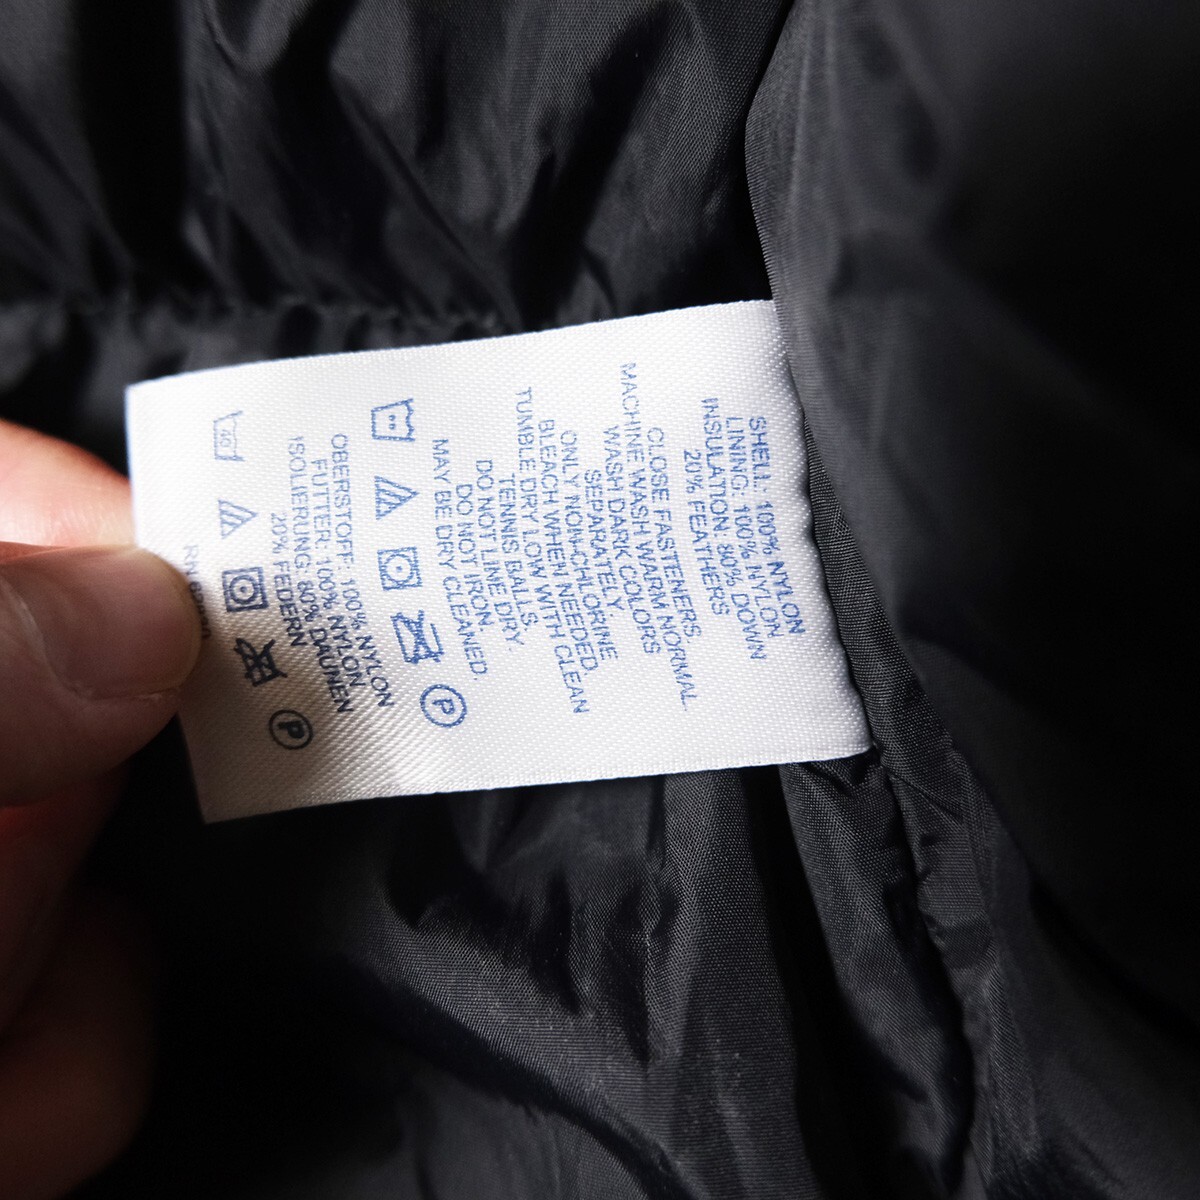 SHELL: 100% NYLON
LINING: 100% NYLON
INSULATION: 80% DOWN
20% FEATHERS
CLOSE FASTENERS
MACHINE WASH WARM NORMAL
WASH DARK COLORS
SEPARATELY
ONLY NON-CHLORINE
BLEACH WHEN NEEDED
TUMBLE DRY LOW WITH CLEAN
TENNIS BALLS.
DO NOT LINE DRY.
DO NOT IRON.
MAY BE DRY CLEANED.
P
OBERSTOFF: 100% NYLON
FUTTER: 100% NYLON
ISOLIERUNG: 80% DAUNEN
20% FEDERN
40
P